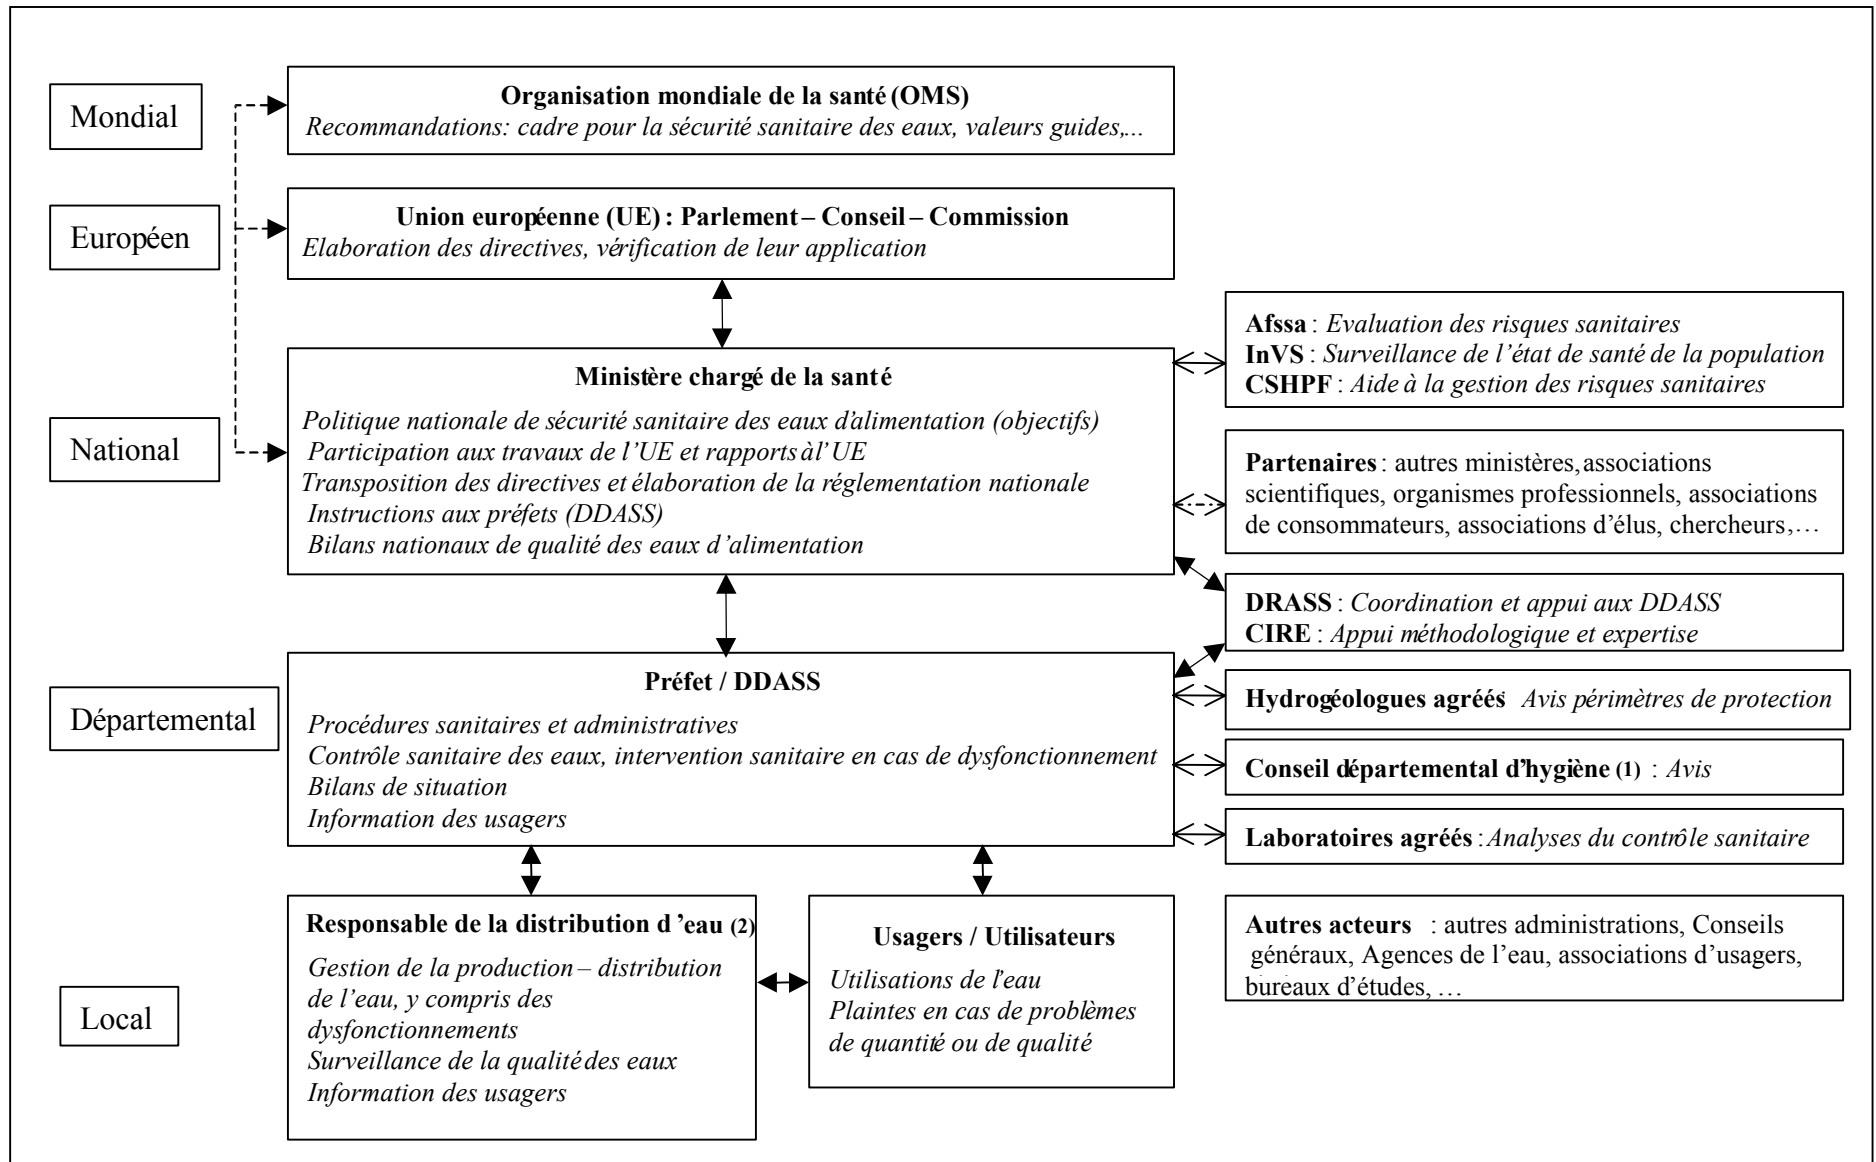 Mondial
Organisation mondiale de la santé (OMS)
Recommandations: cadre pour la sécurité sanitaire des eaux, valeurs guides,...
Européen
Union européenne (UE) : Parlement – Conseil – Commission
Elaboration des directives, vérification de leur application
National
Ministère chargé de la santé
Politique nationale de sécurité sanitaire des eaux d'alimentation (objectifs)
Participation aux travaux de l'UE et rapports à l'UE
Transposition des directives et élaboration de la réglementation nationale
Instructions aux préfets (DDASS)
Bilans nationaux de qualité des eaux d'alimentation
Afssa : Evaluation des risques sanitaires
InVS : Surveillance de l'état de santé de la population
CSHPF : Aide à la gestion des risques sanitaires
Partenaires : autres ministères, associations
scientifiques, organismes professionnels, associations
de consommateurs, associations d'élus, chercheurs,...
DRASS : Coordination et appui aux DDASS
CIRE : Appui méthodologique et expertise
Départemental
Préfet / DDASS
Procédures sanitaires et administratives
Contrôle sanitaire des eaux, intervention sanitaire en cas de dysfonctionnement
Bilans de situation
Information des usagers
Hydrogéologues agréés Avis périmètres de protection
Conseil départemental d'hygiène (1) : Avis
Laboratoires agréés : Analyses du contrôle sanitaire
Local
Responsable de la distribution d 'eau (2)
Gestion de la production – distribution
de l'eau, y compris des
dysfonctionnements
Surveillance de la qualité des eaux
Information des usagers
Usagers / Utilisateurs
Utilisations de l'eau
Plaintes en cas de problèmes
de quantité ou de qualité
Autres acteurs : autres administrations, Conseils
généraux, Agences de l'eau, associations d'usagers,
bureaux d'études, ...